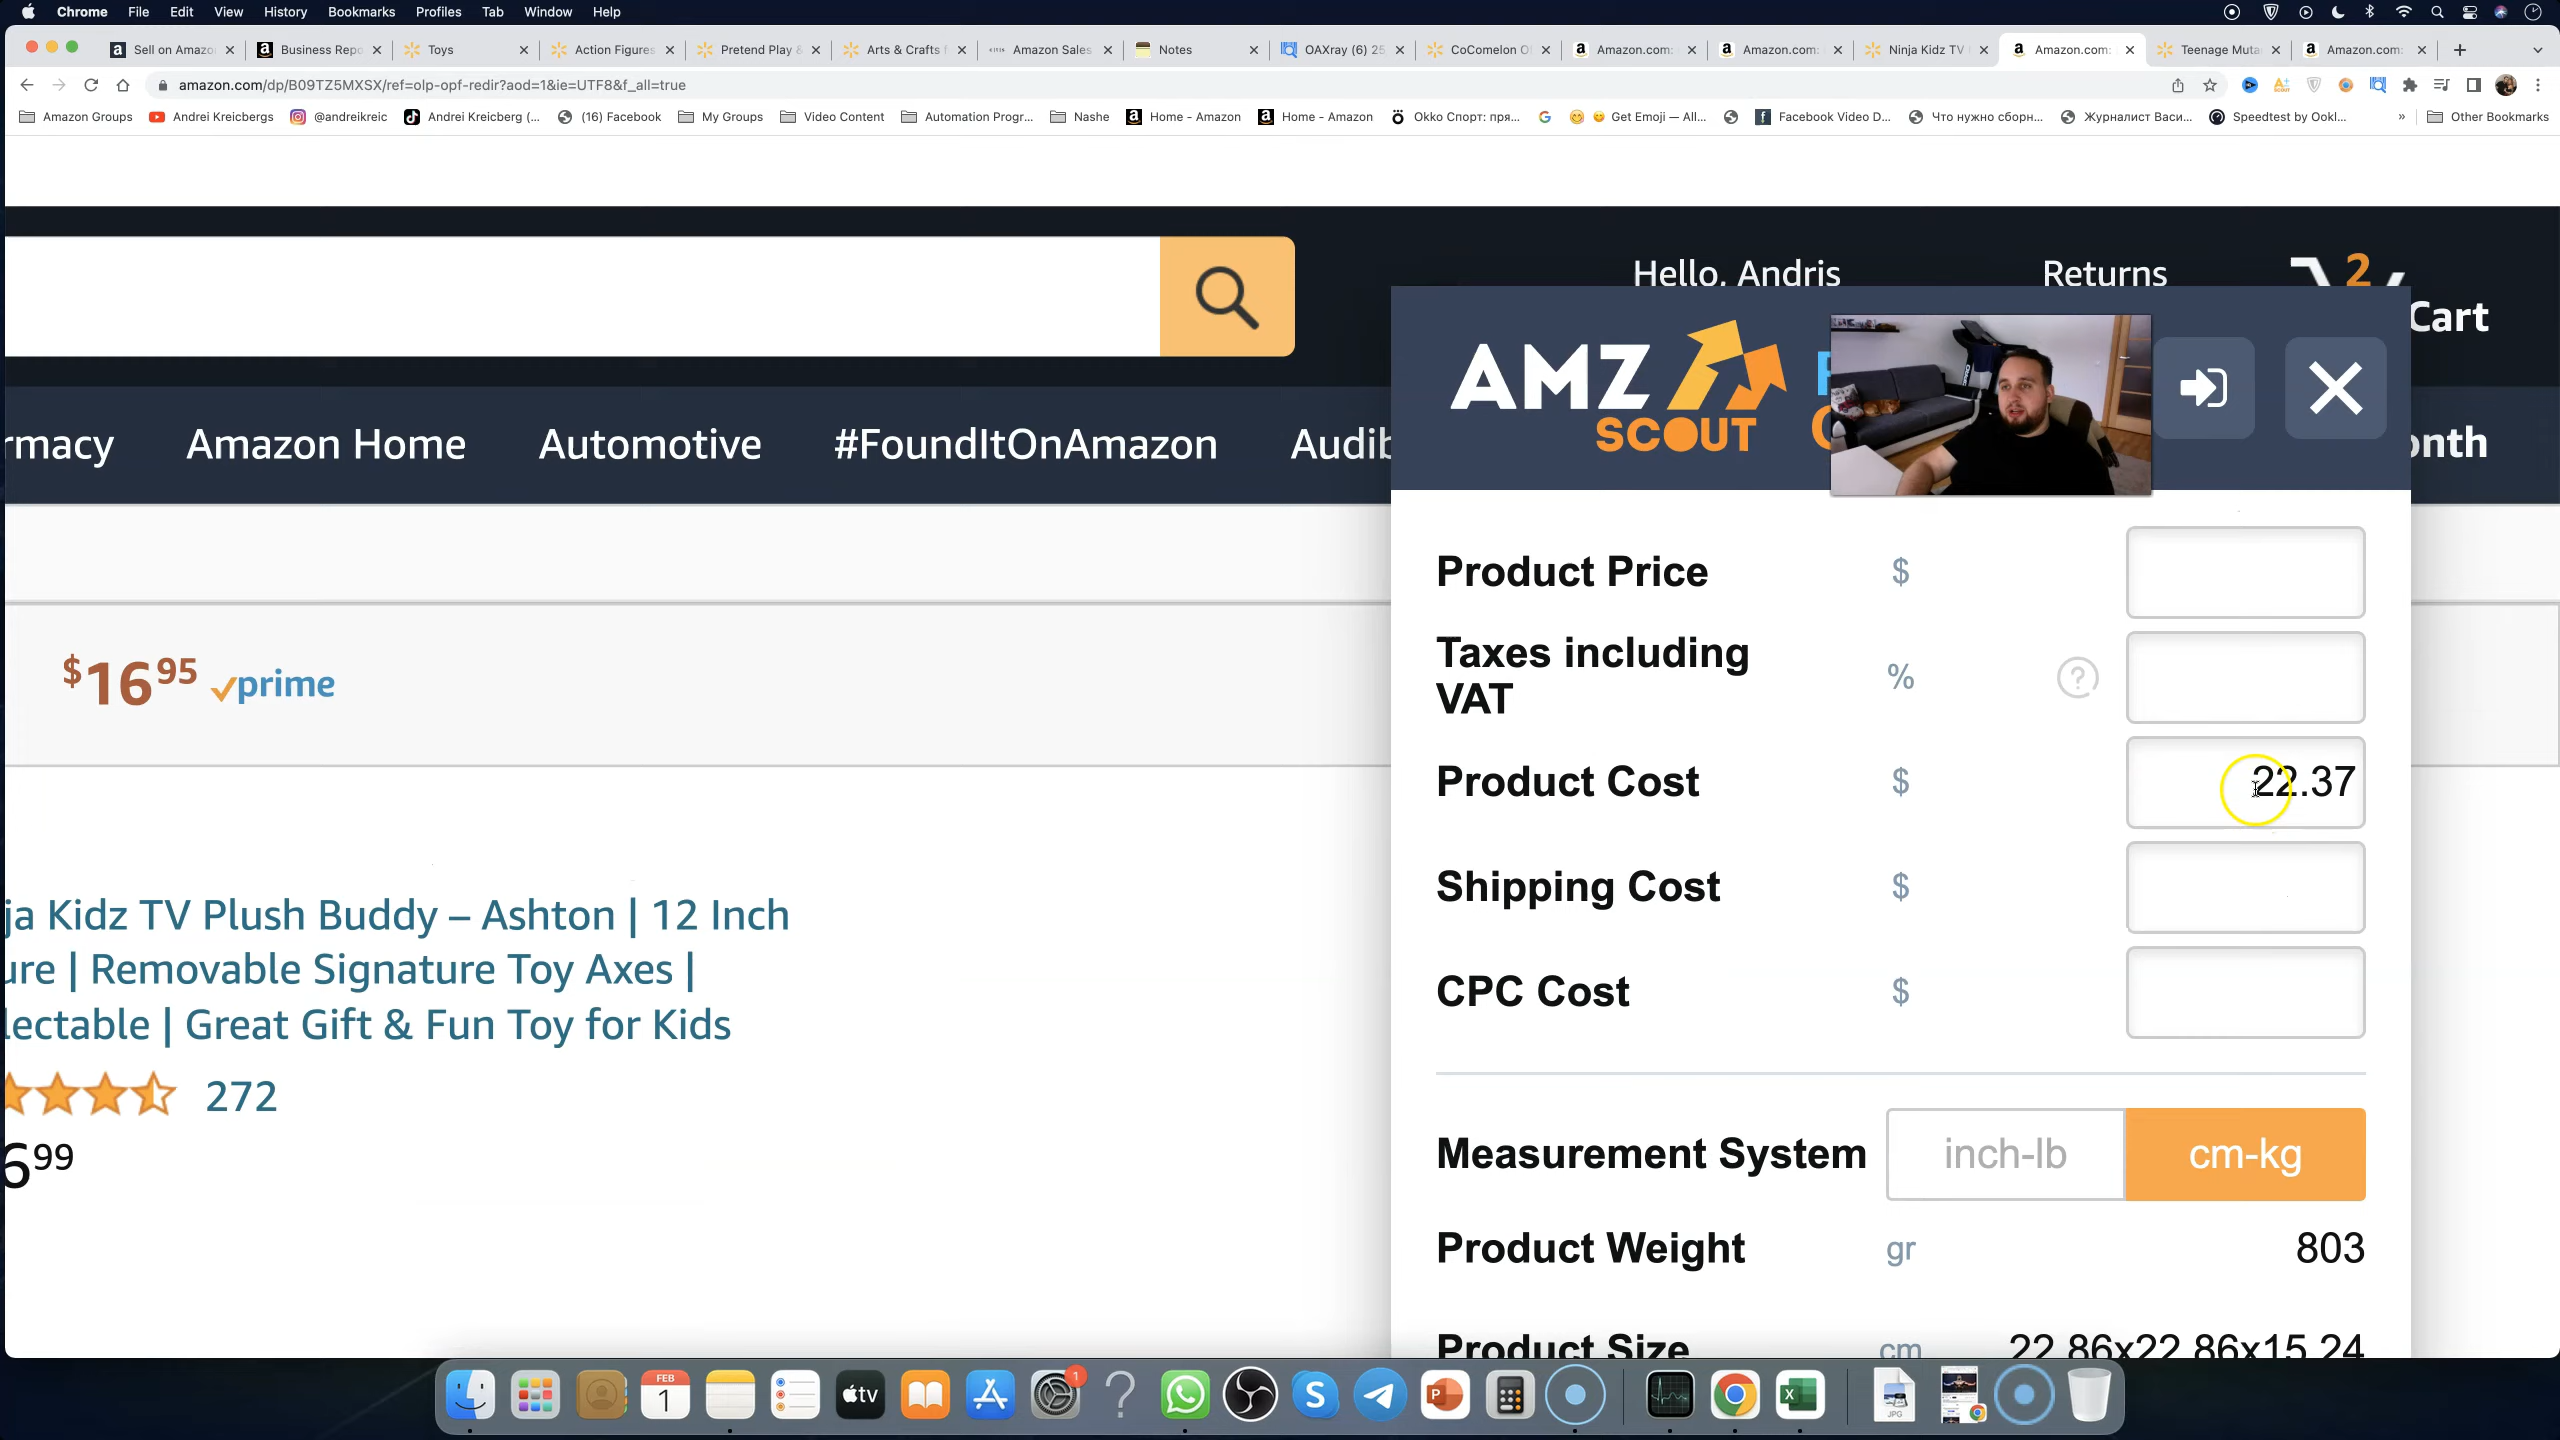 Chrome File Edit View History Bookmarks Profiles Tab Window Help
Sell on Amazo Business Repo Toys Action Figures Pretend Play & Arts & Crafts f Amazon Sales Notes OAXray (6) 25 CoComelon O Amazon.com: Amazon.com: Ninja Kidz TV Amazon.com: Teenage Muta Amazon.com:
amazon.com/dp/B09TZ5MXSX/ref=olp-opf-redir?aod=1&ie=UTF8&f_all=true
Amazon Groups Andrei Kreicbergs @andreikreic Andrei Kreicberg (... (16) Facebook My Groups Video Content Automation Progr... Nashe Home - Amazon Home - Amazon Okko Спорт: пря... Get Emoji — All... Facebook Video D... Что нужно сборн... Журналист Васи... Speedtest by Ookl... » Other Bookmarks
Hello, Andris Returns 2
Cart
rmacy Amazon Home Automotive #FoundItOnAmazon Audib onth
AMZ
SCOUT
Product Price $
Taxes including
VAT % ?
$16 95 prime
Product Cost $ 22.37
Shipping Cost $
ja Kidz TV Plush Buddy – Ashton | 12 Inch
ure | Removable Signature Toy Axes |
lectable | Great Gift & Fun Toy for Kids
CPC Cost $
272
6 99
Measurement System inch-lb cm-kg
Product Weight gr 803
Product Size cm 22.86x22.86x15.24
FEB
1
tv
1
JPG